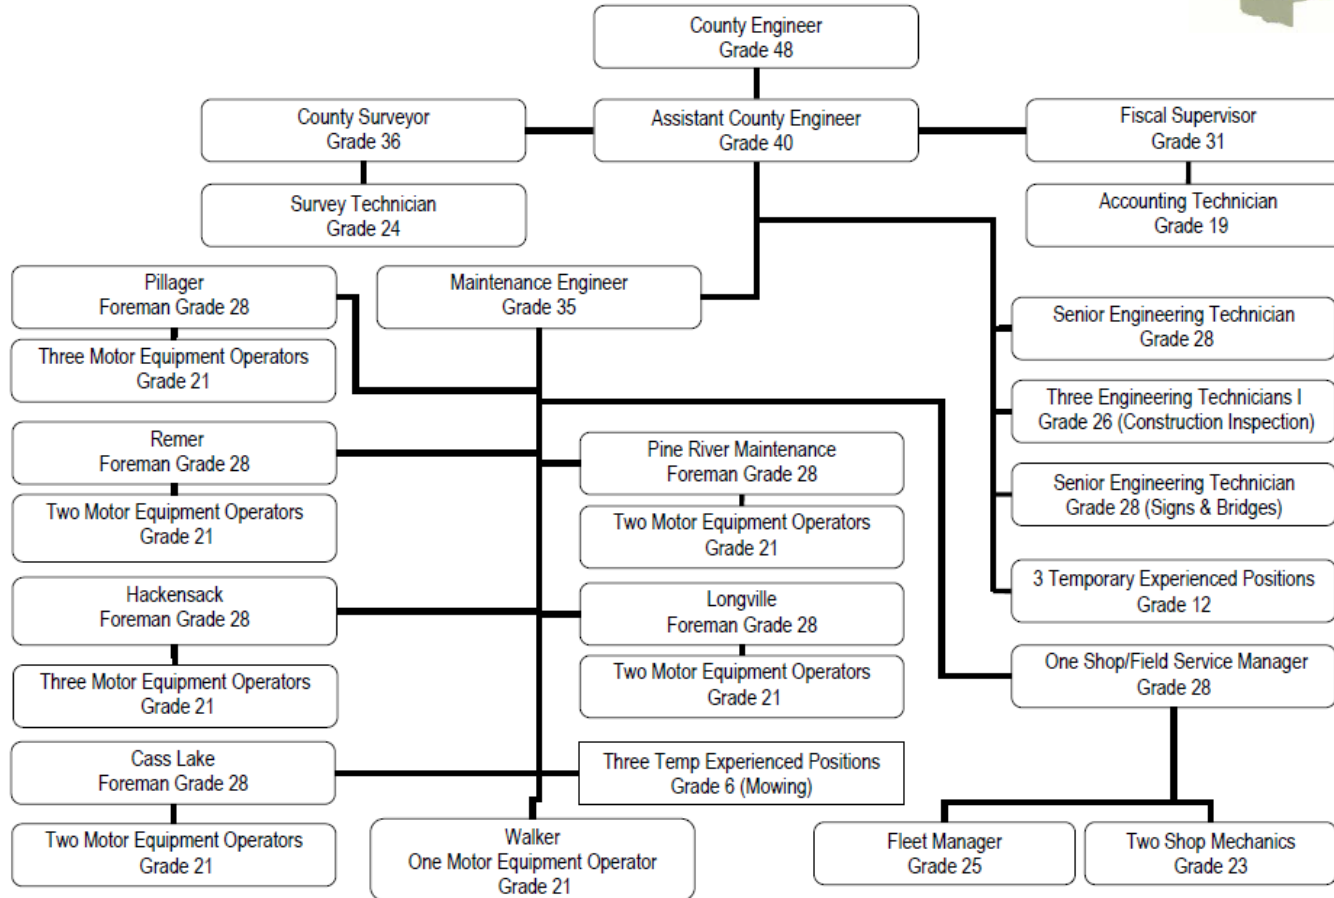 County Engineer
Grade 48
County Surveyor
Grade 36
Assistant County Engineer
Grade 40
Fiscal Supervisor
Grade 31
Survey Technician
Grade 24
Accounting Technician
Grade 19
Pillager
Foreman Grade 28
Maintenance Engineer
Grade 35
Senior Engineering Technician
Grade 28
Three Motor Equipment Operators
Grade 21
Three Engineering Technicians I
Grade 26 (Construction Inspection)
Remer
Foreman Grade 28
Pine River Maintenance
Foreman Grade 28
Senior Engineering Technician
Grade 28 (Signs & Bridges)
Two Motor Equipment Operators
Grade 21
Two Motor Equipment Operators
Grade 21
3 Temporary Experienced Positions
Grade 12
Hackensack
Foreman Grade 28
Longville
Foreman Grade 28
One Shop/Field Service Manager
Grade 28
Three Motor Equipment Operators
Grade 21
Two Motor Equipment Operators
Grade 21
Cass Lake
Foreman Grade 28
Three Temp Experienced Positions
Grade 6 (Mowing)
Two Motor Equipment Operators
Grade 21
Walker
One Motor Equipment Operator
Grade 21
Fleet Manager
Grade 25
Two Shop Mechanics
Grade 23